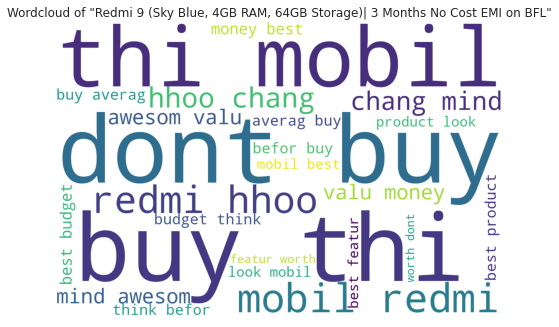 Wordcloud of "Redmi 9 (Sky Blue, 4GB RAM, 64GB Storage)| 3 Months No Cost EMI on BFL"
money best
thi mobil
buy averag
hhoo chang
chang mind
awesom valu
averag buy
product look
dont buy
befor buy
mobil best
redmi hhoo
valu money
best budget
budget think
best product
buy thi
best featur
worth dont
featur worth
look mobil
mind awesom
mobil redmi
think befor